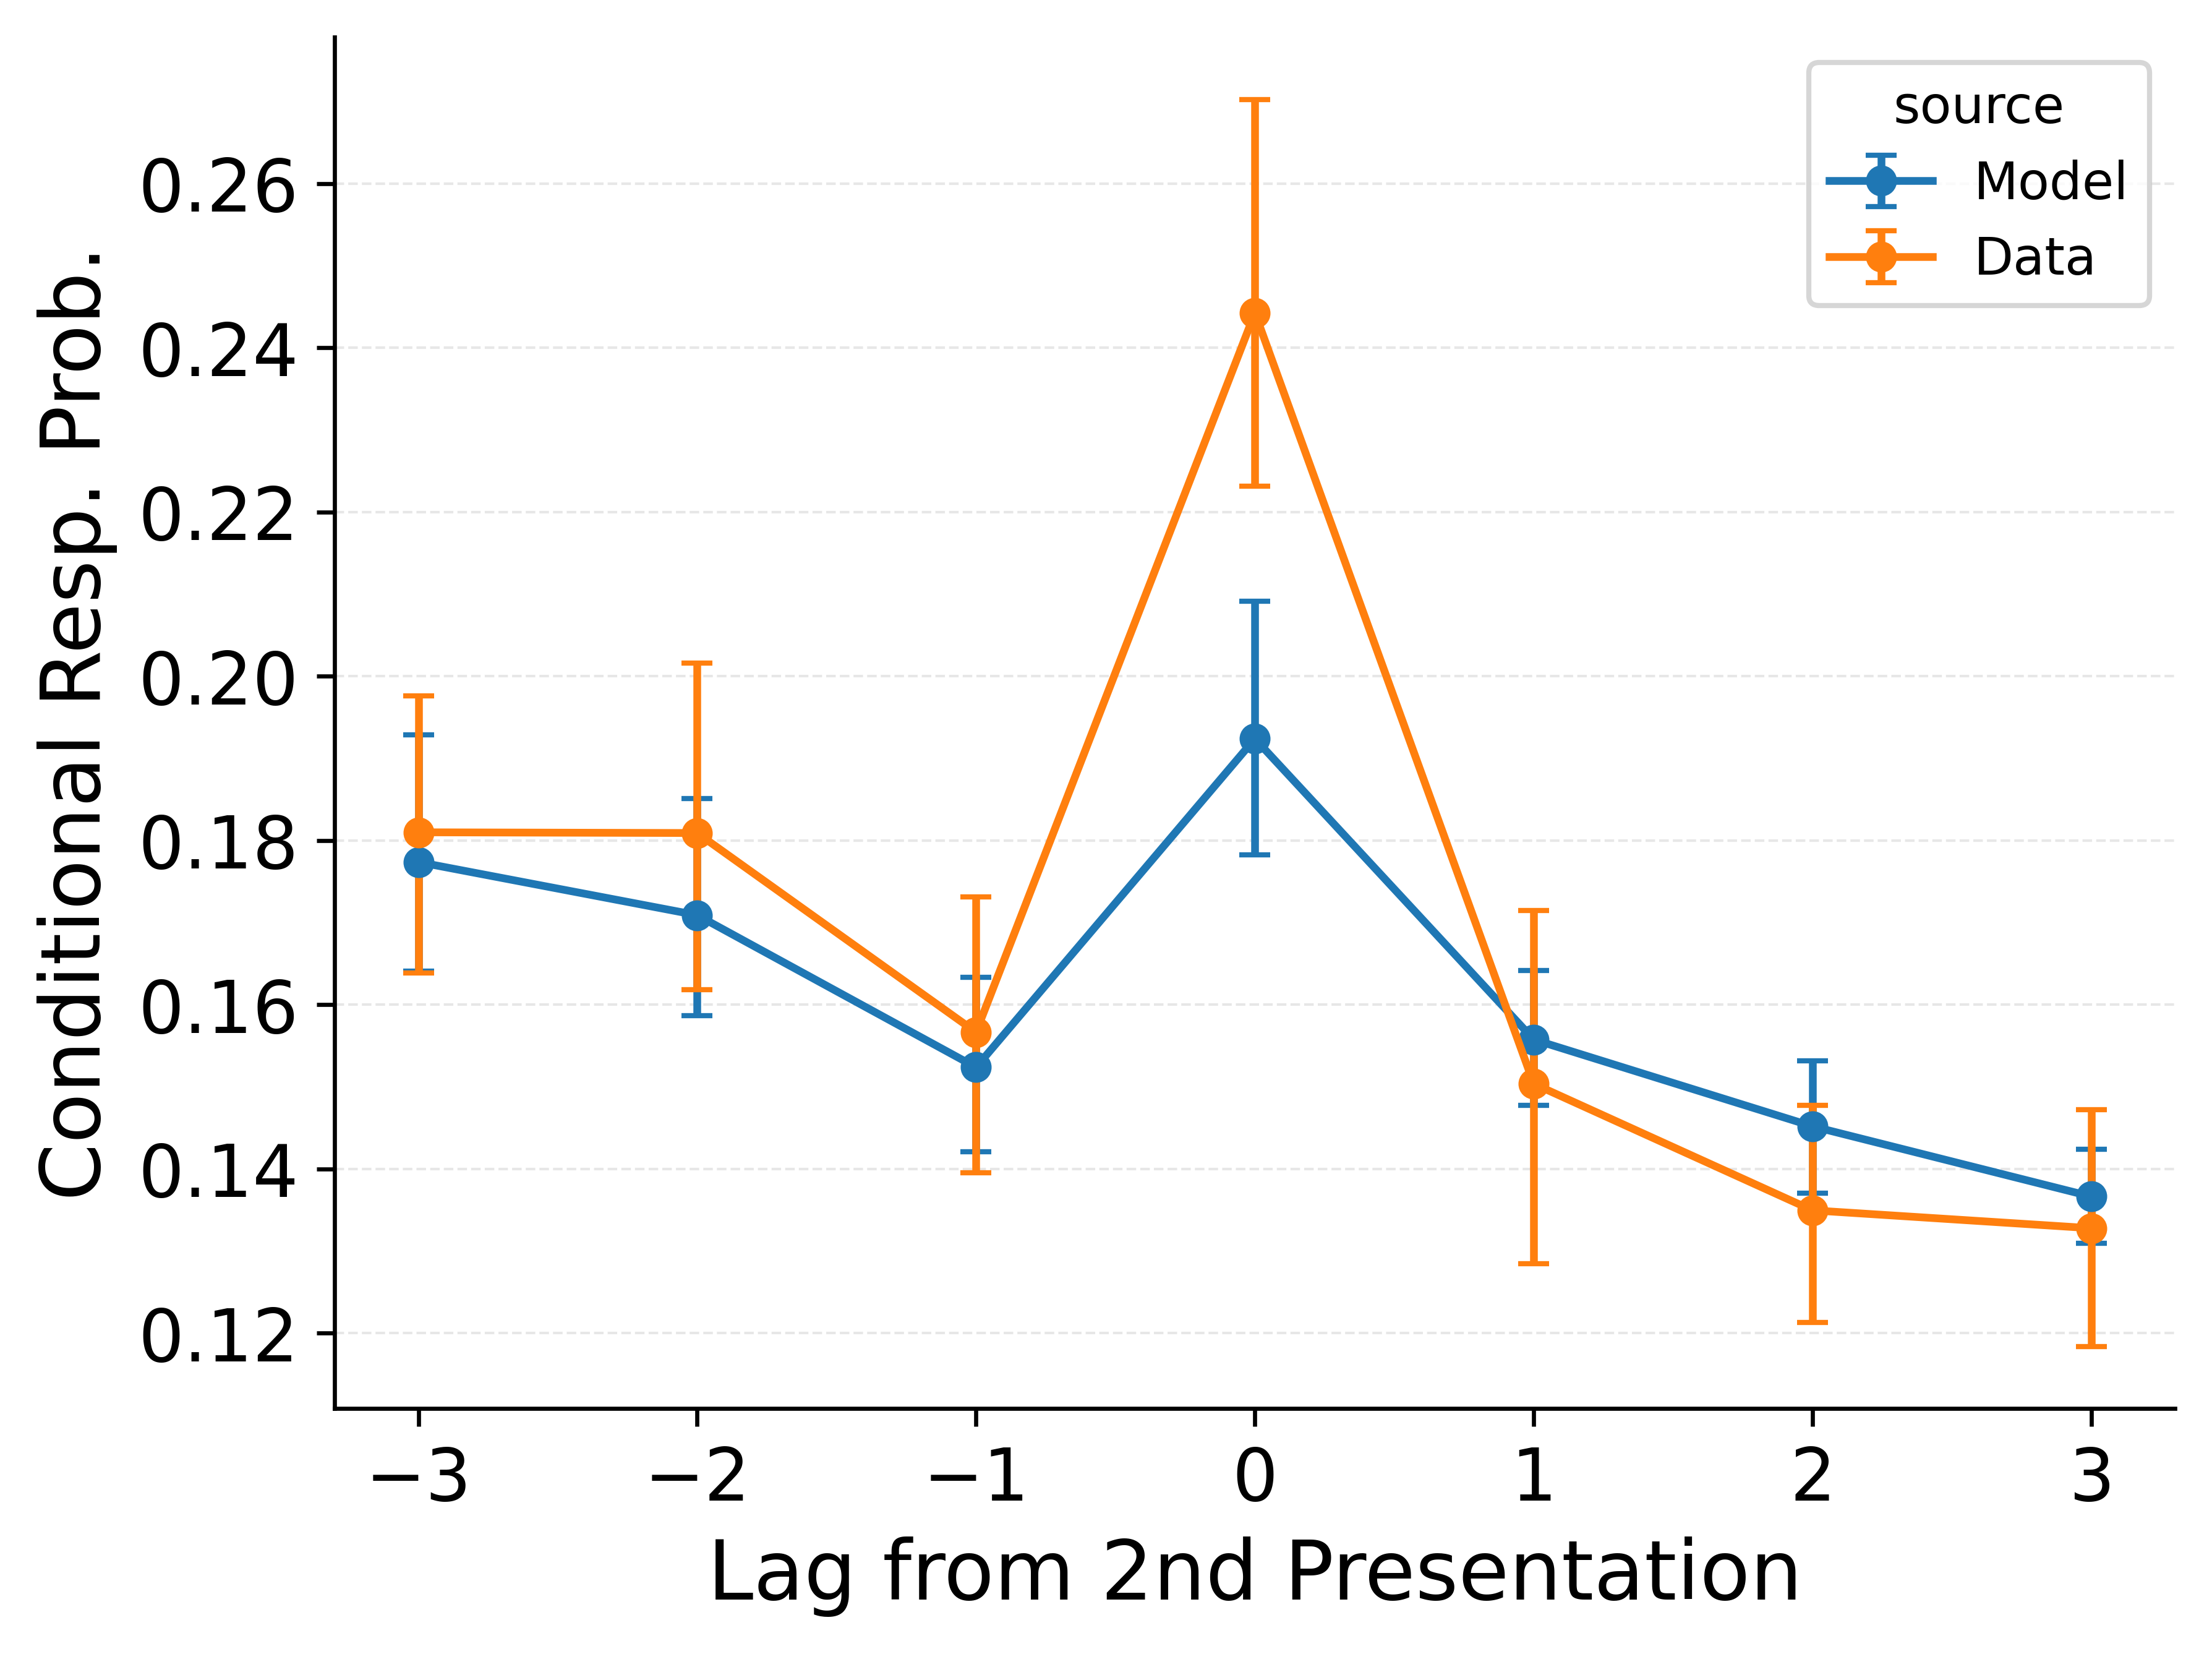 source
Model
Data
Conditional Resp. Prob.
0.26
0.24
0.22
0.20
0.18
0.16
0.14
0.12
−3 −2 −1 0 1 2 3
Lag from 2nd Presentation